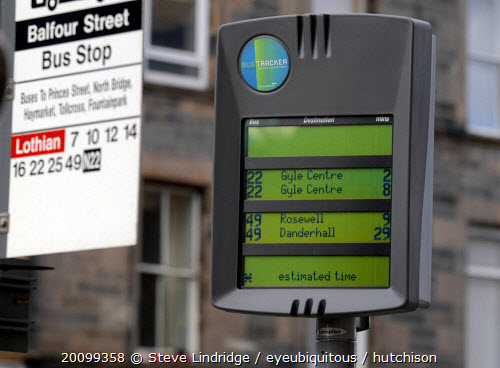 Balfour Street
Bus Stop
Buses To Princes Street, North Bridge,
Haymarket, Tollcross, Fountainpark
Lothian 7 10 12 14
16 22 25 49 N22
BUSTRACKER
Bus Destination mins
22 Gyle Centre 2
22 Gyle Centre 8
49 Rosewell 9
49 Danderhall 29
* estimated time
20099358 © Steve Lindridge / eyeubiquitous / hutchison